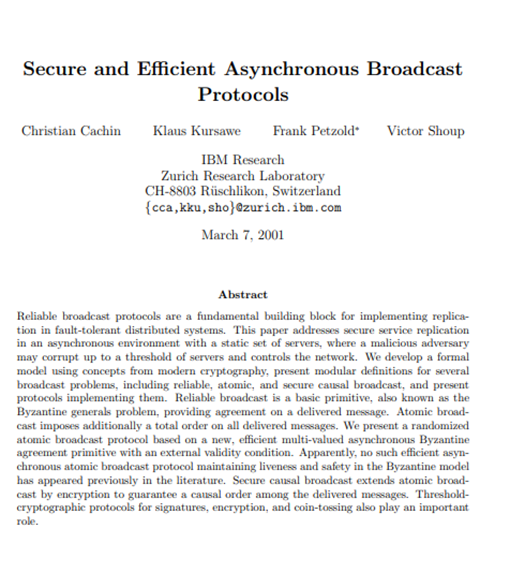 Secure and Efficient Asynchronous Broadcast
Protocols
Christian Cachin Klaus Kursawe Frank Petzold* Victor Shoup
IBM Research
Zurich Research Laboratory
CH-8803 Rüschlikon, Switzerland
{cca,kku,sho}@zurich.ibm.com
March 7, 2001
Abstract
Reliable broadcast protocols are a fundamental building block for implementing replica-
tion in fault-tolerant distributed systems. This paper addresses secure service replication
in an asynchronous environment with a static set of servers, where a malicious adversary
may corrupt up to a threshold of servers and controls the network. We develop a formal
model using concepts from modern cryptography, present modular definitions for several
broadcast problems, including reliable, atomic, and secure causal broadcast, and present
protocols implementing them. Reliable broadcast is a basic primitive, also known as the
Byzantine generals problem, providing agreement on a delivered message. Atomic broad-
cast imposes additionally a total order on all delivered messages. We present a randomized
atomic broadcast protocol based on a new, efficient multi-valued asynchronous Byzantine
agreement primitive with an external validity condition. Apparently, no such efficient asyn-
chronous atomic broadcast protocol maintaining liveness and safety in the Byzantine model
has appeared previously in the literature. Secure causal broadcast extends atomic broad-
cast by encryption to guarantee a causal order among the delivered messages. Threshold-
cryptographic protocols for signatures, encryption, and coin-tossing also play an important
role.